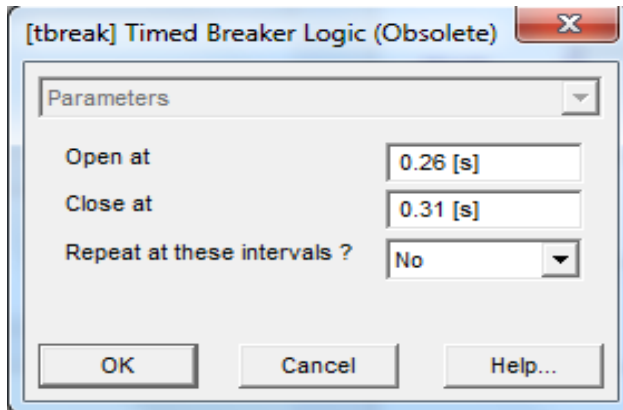 [tbreak] Timed Breaker Logic (Obsolete)
Parameters
Open at 0.26 [s]
Close at 0.31 [s]
Repeat at these intervals ? No
OK Cancel Help...